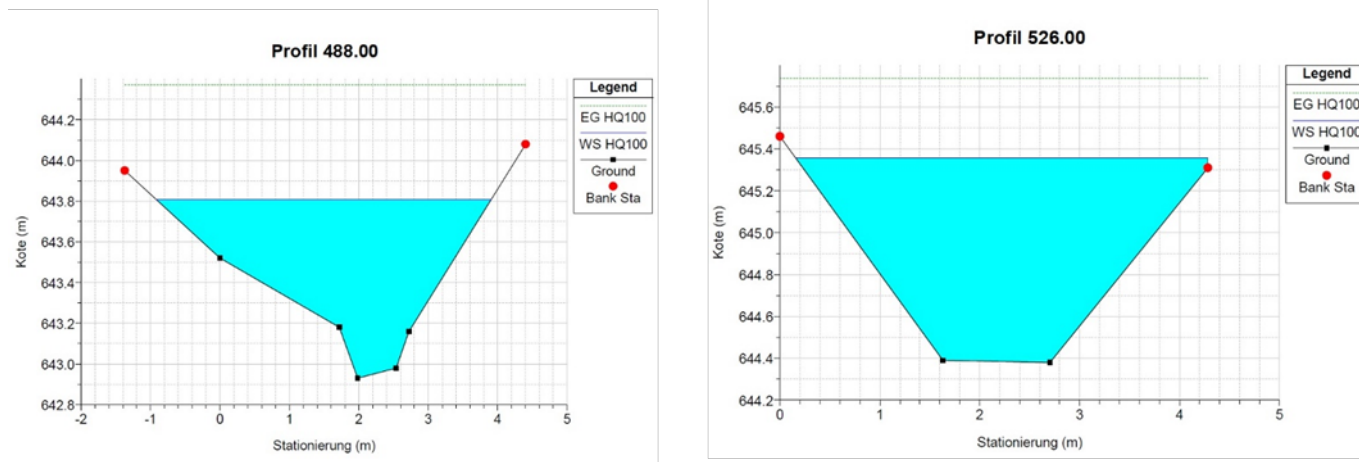 Profil 488.00
Kote (m)
644.2
644.0
643.8
643.6
643.4
643.2
643.0
642.8
-2
-1
0
1
2
3
4
5
Stationierung (m)
Legend
EG HQ100
WS HQ100
Ground
Bank Sta
Profil 526.00
Kote (m)
645.6
645.4
645.2
645.0
644.8
644.6
644.4
644.2
0
1
2
3
4
5
Stationierung (m)
Legend
EG HQ100
WS HQ100
Ground
Bank Sta